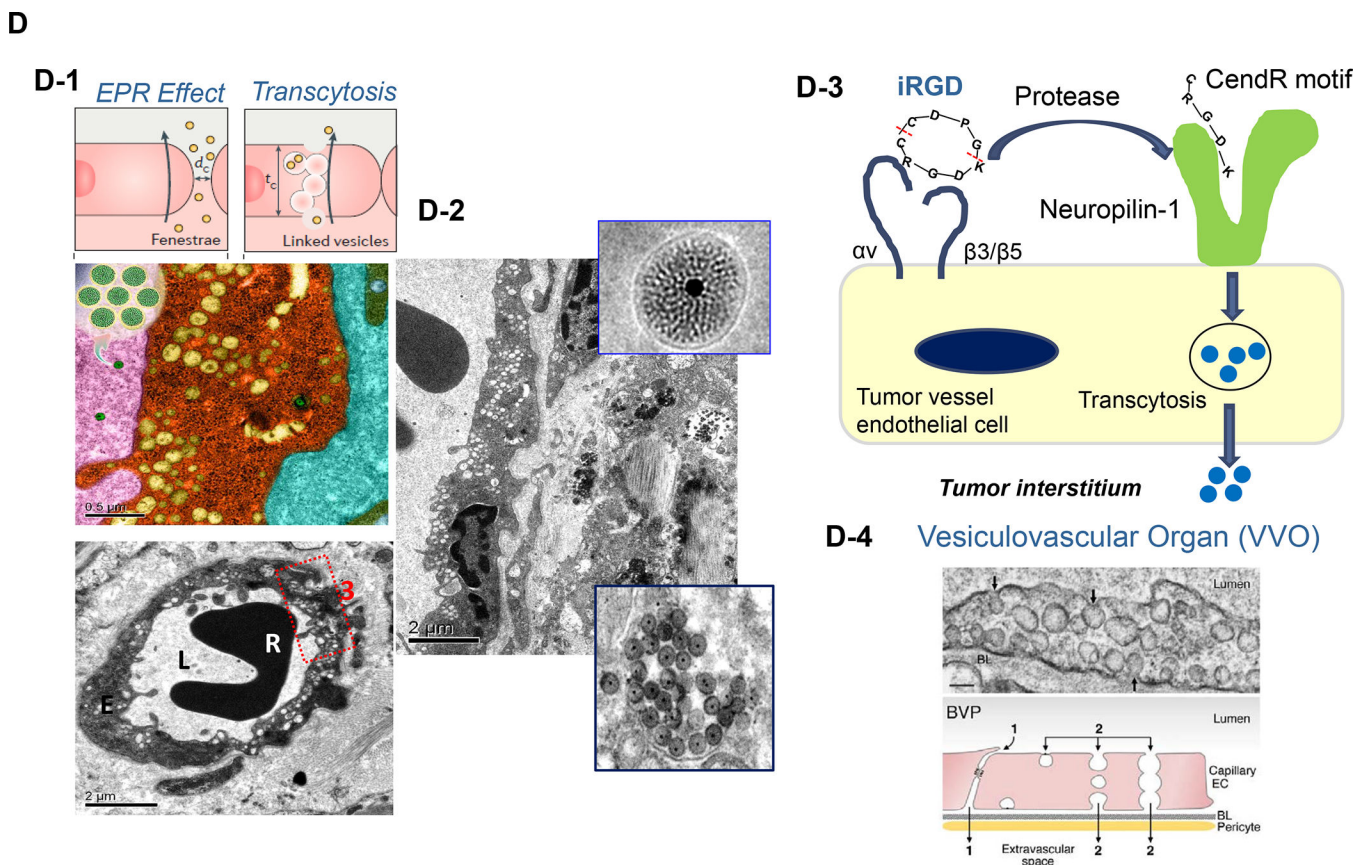 D
D-1
EPR Effect
Transcytosis
dc
Fenestrae
tc
Linked vesicles
0.5 μm
3
R
L
E
2 μm
D-2
2 μm
D-3
iRGD
Protease
CendR motif
C
D
P
G
K
D
G
R
C
C
R
G
D
K
Neuropilin-1
αv
β3/β5
Tumor vessel
endothelial cell
Transcytosis
Tumor interstitium
D-4
Vesiculovascular Organ (VVO)
Lumen
BL
BVP
Lumen
1
2
Capillary
EC
BL
Pericyte
1
Extravascular
space
2
2